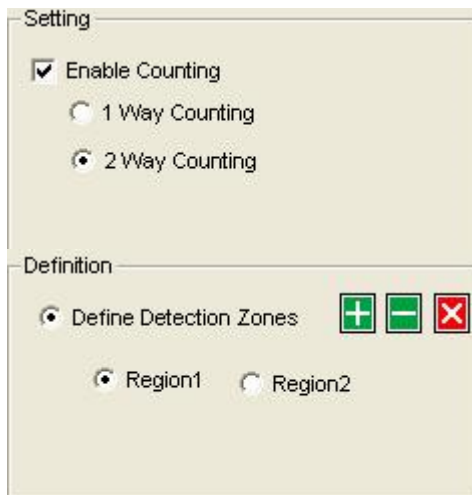 Setting
Enable Counting
1 Way Counting
2 Way Counting
Definition
Define Detection Zones
Region1 Region2